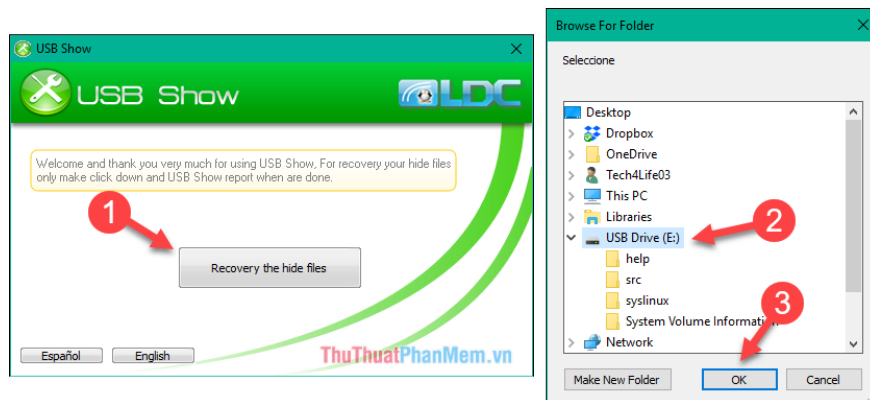 USB Show
USB Show
LDC
Welcome and thank you very much for using USB Show, For recovery your hide files
only make click down and USB Show report when are done.
1
Recovery the hide files
Español
English
ThuThuatPhanMem.vn
Browse For Folder
Seleccione
Desktop
Dropbox
OneDrive
Tech4Life03
This PC
Libraries
USB Drive (E:)
2
help
src
syslinux
3
System Volume Information
Network
Make New Folder
OK
Cancel